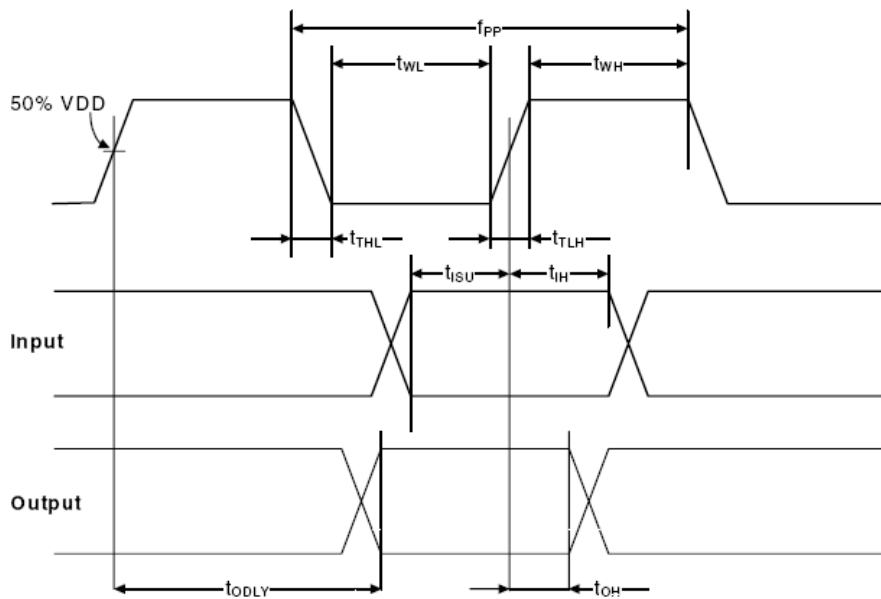 fPP
tWL
tWH
50% VDD
tTHL
tTLH
tISU
tIH
Input
Output
tODLY
tOH